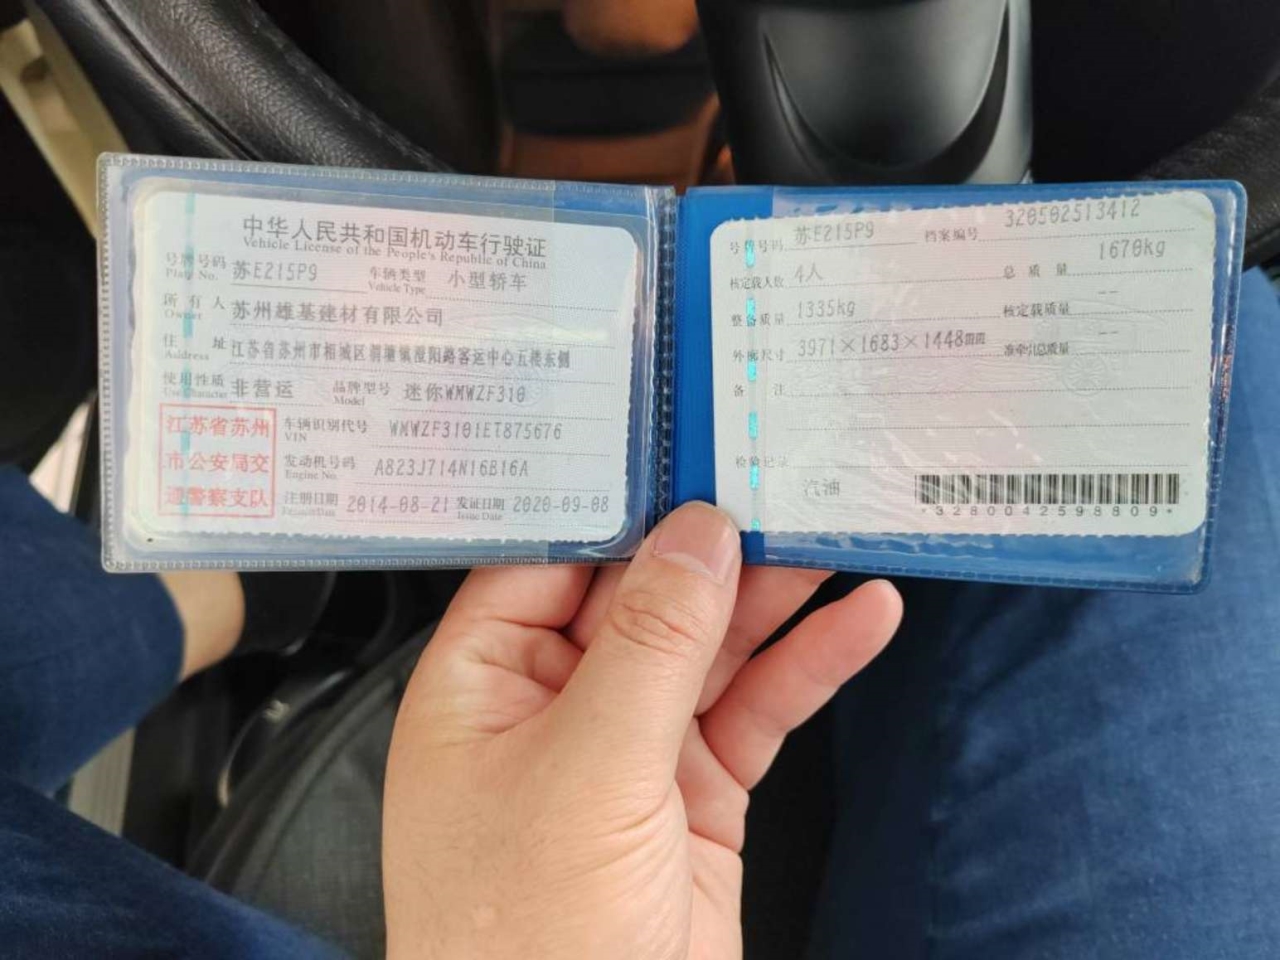 中华人民共和国机动车行驶证
Vehicle License of the People's Republic of China
号牌号码 苏E215P9 车辆类型 小型轿车
Plate No. Vehicle Type
所有人 苏州雄基建材有限公司
Owner
住址 江苏省苏州市相城区渭塘镇澄阳路客运中心五楼东侧
Address
使用性质 非营运 品牌型号 迷你WMWZF310
Use Character Model
江苏省苏州
市公安局交
通警察支队
车辆识别代号 WMWZF3101ET875676
VIN
发动机号码 A823J714N16B16A
Engine No.
注册日期 2014-08-21 发证日期 2020-09-08
Register Date Issue Date
号牌号码 苏E215P9 档案编号 320502513412
核定载人数 4人 总质量 1670kg
整备质量 1335kg 核定载质量 --
外廓尺寸 3971×1683×1448 准牵引总质量 --
备注
检验记录
汽油
*3280042598809*